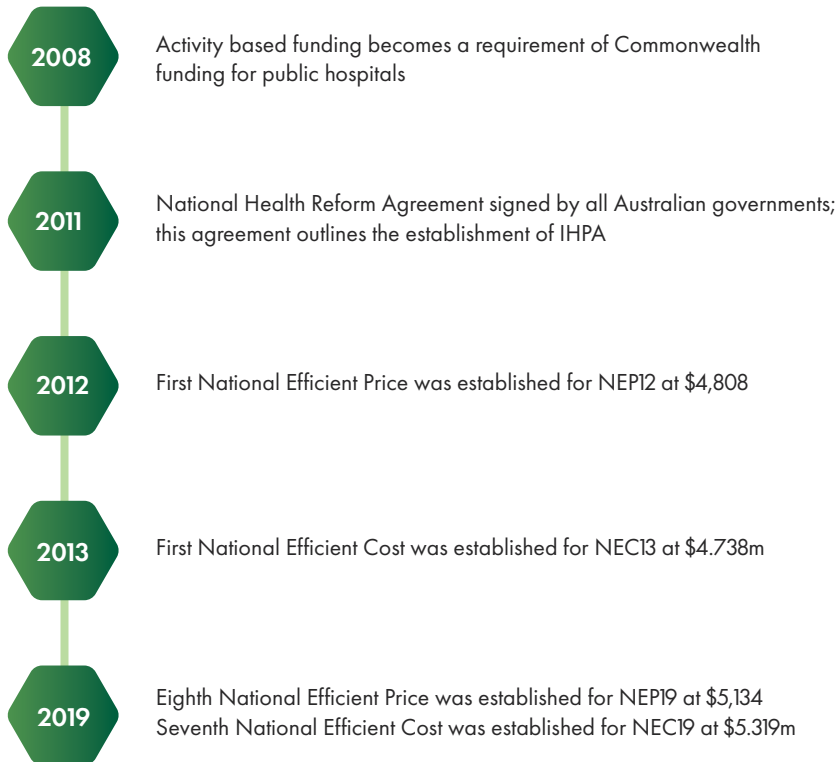 2008
Activity based funding becomes a requirement of Commonwealth
funding for public hospitals
2011
National Health Reform Agreement signed by all Australian governments;
this agreement outlines the establishment of IHPA
2012
First National Efficient Price was established for NEP12 at $4,808
2013
First National Efficient Cost was established for NEC13 at $4.738m
2019
Eighth National Efficient Price was established for NEP19 at $5,134
Seventh National Efficient Cost was established for NEC19 at $5.319m